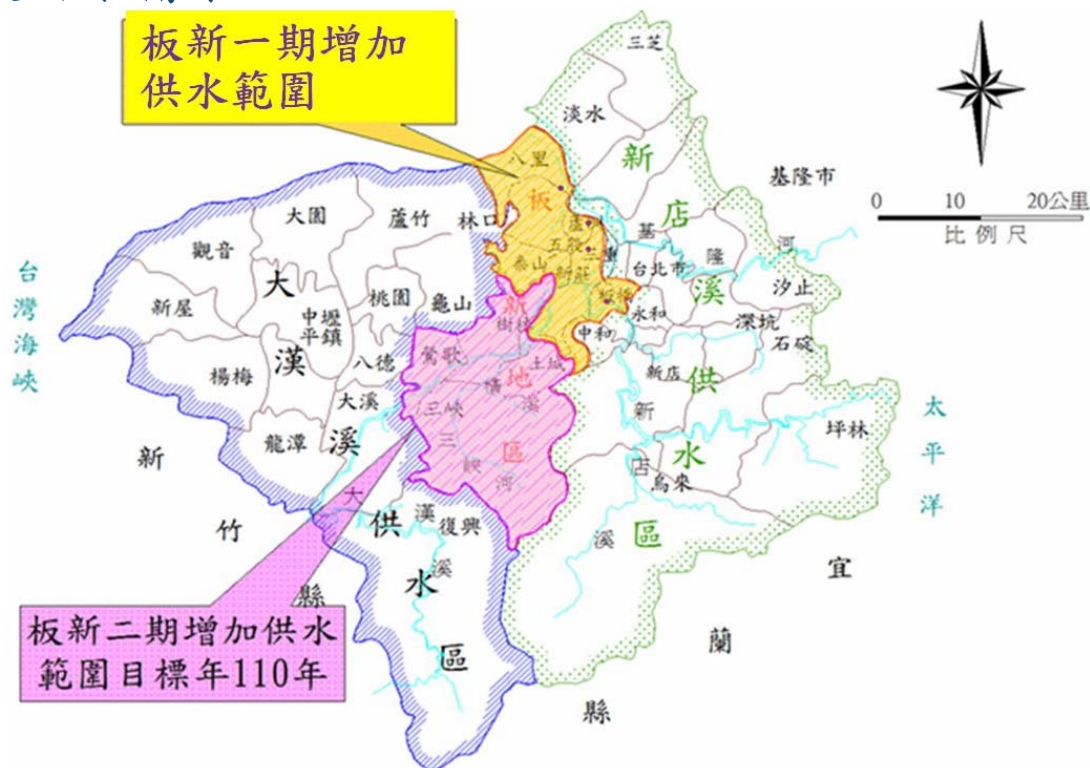 板新一期增加
供水範圍
三芝
淡水
八里
新
店
溪
供
水
區
基隆市
0 10 20公里
比例尺
大園
蘆竹
林口
板
新
地
區
觀音
五股
三重
泰山
新莊
板橋
台北市
基
隆
河
汐止
台灣海峽
大
漢
溪
供
水
區
新屋
中壢
平鎮
桃園
龜山
樹林
中和
永和
深坑
石碇
楊梅
八德
鶯歌
土城
新店
大溪
橫
溪
三峽
三
峽
河
新
店
溪
坪林
太平洋
龍潭
烏來
新
竹
縣
大
漢
溪
復興
宜
蘭
縣
板新二期增加供水
範圍目標年110年